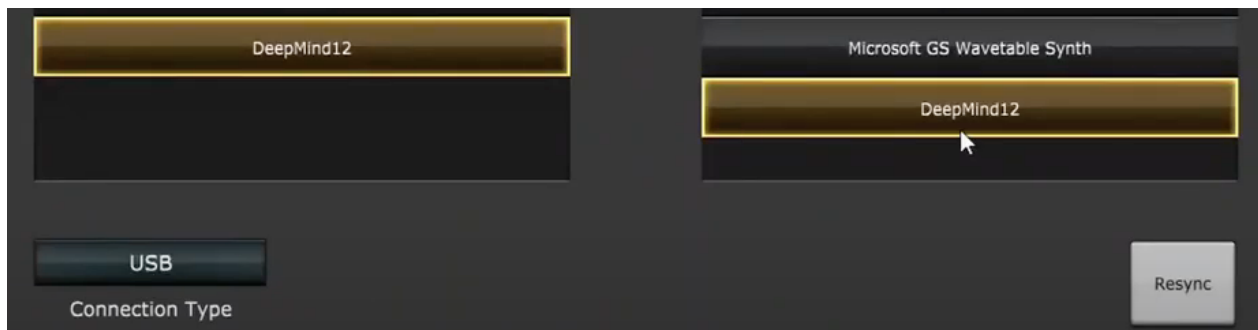 DeepMind12
Microsoft GS Wavetable Synth
DeepMind12
USB
Connection Type
Resync